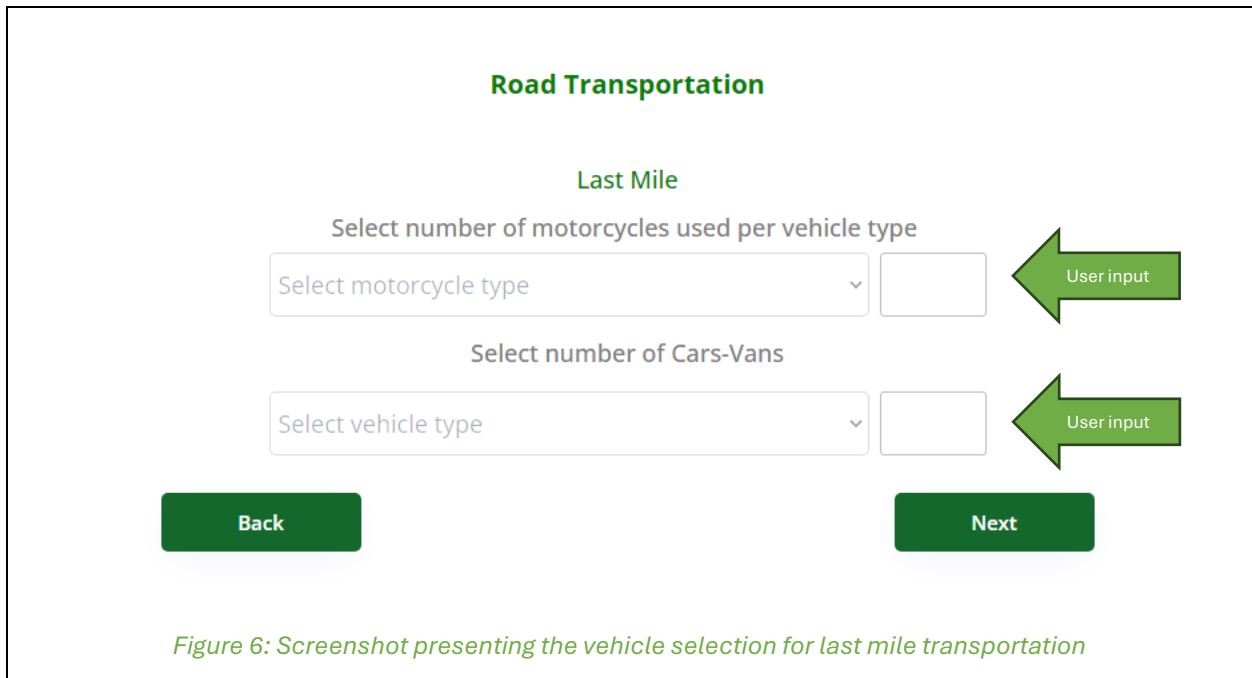 Road Transportation
Last Mile
Select number of motorcycles used per vehicle type
Select motorcycle type
User input
Select number of Cars-Vans
Select vehicle type
User input
Back
Next
Figure 6: Screenshot presenting the vehicle selection for last mile transportation